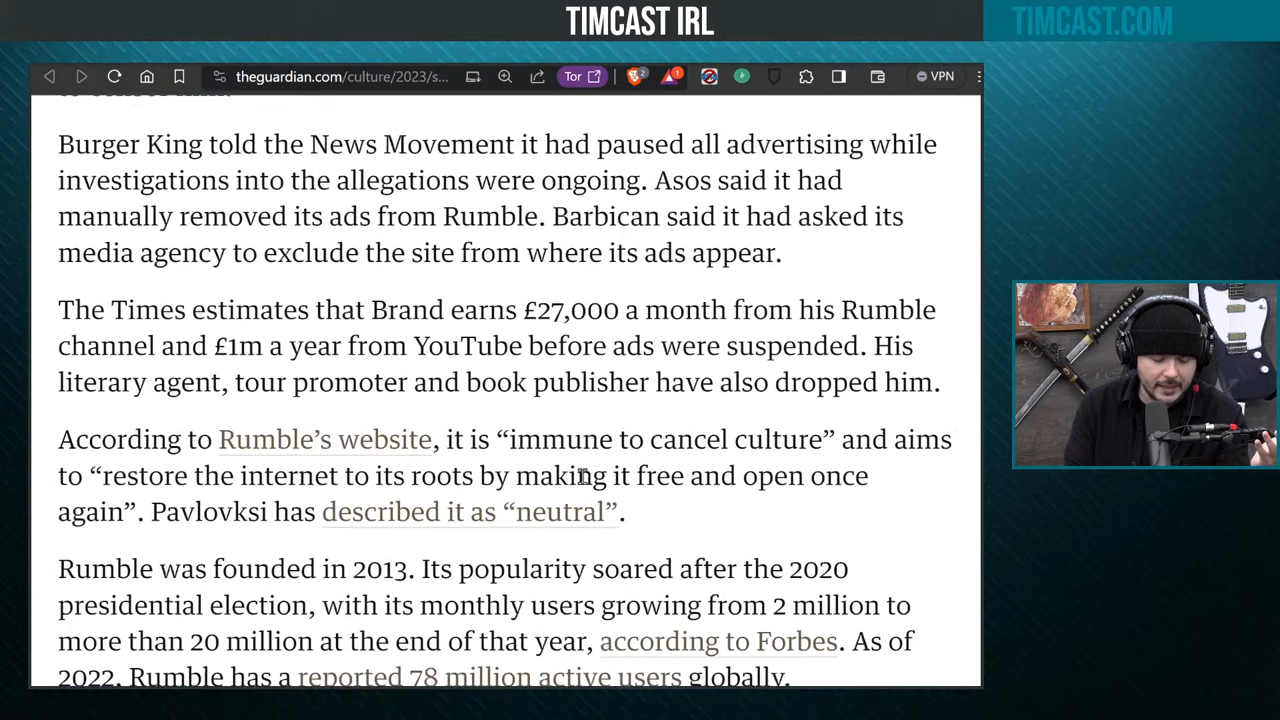 TIMCAST IRL
TIMCAST.COM
theguardian.com/culture/2023/s...
Tor
2
1
VPN
Burger King told the News Movement it had paused all advertising while
investigations into the allegations were ongoing. Asos said it had
manually removed its ads from Rumble. Barbican said it had asked its
media agency to exclude the site from where its ads appear.
The Times estimates that Brand earns £27,000 a month from his Rumble
channel and £1m a year from YouTube before ads were suspended. His
literary agent, tour promoter and book publisher have also dropped him.
According to Rumble’s website, it is “immune to cancel culture” and aims
to “restore the internet to its roots by making it free and open once
again”. Pavlovksi has described it as “neutral”.
Rumble was founded in 2013. Its popularity soared after the 2020
presidential election, with its monthly users growing from 2 million to
more than 20 million at the end of that year, according to Forbes. As of
2022, Rumble has a reported 78 million active users globally.